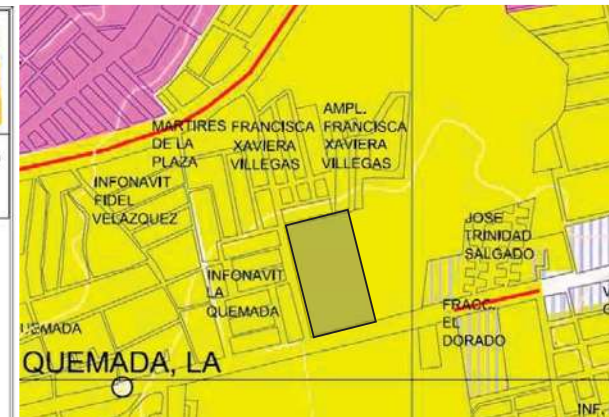 MARTIRES
DE LA
PLAZA
FRANCISCA
XAVIERA
VILLEGAS
AMPL.
FRANCISCA
XAVIERA
VILLEGAS
INFONAVIT
FIDEL
VELAZQUEZ
JOSE
TRINIDAD
SALGADO
INFONAVIT
LA
QUEMADA
FRACC.
EL
DORADO
UEMADA
QUEMADA, LA
INF.